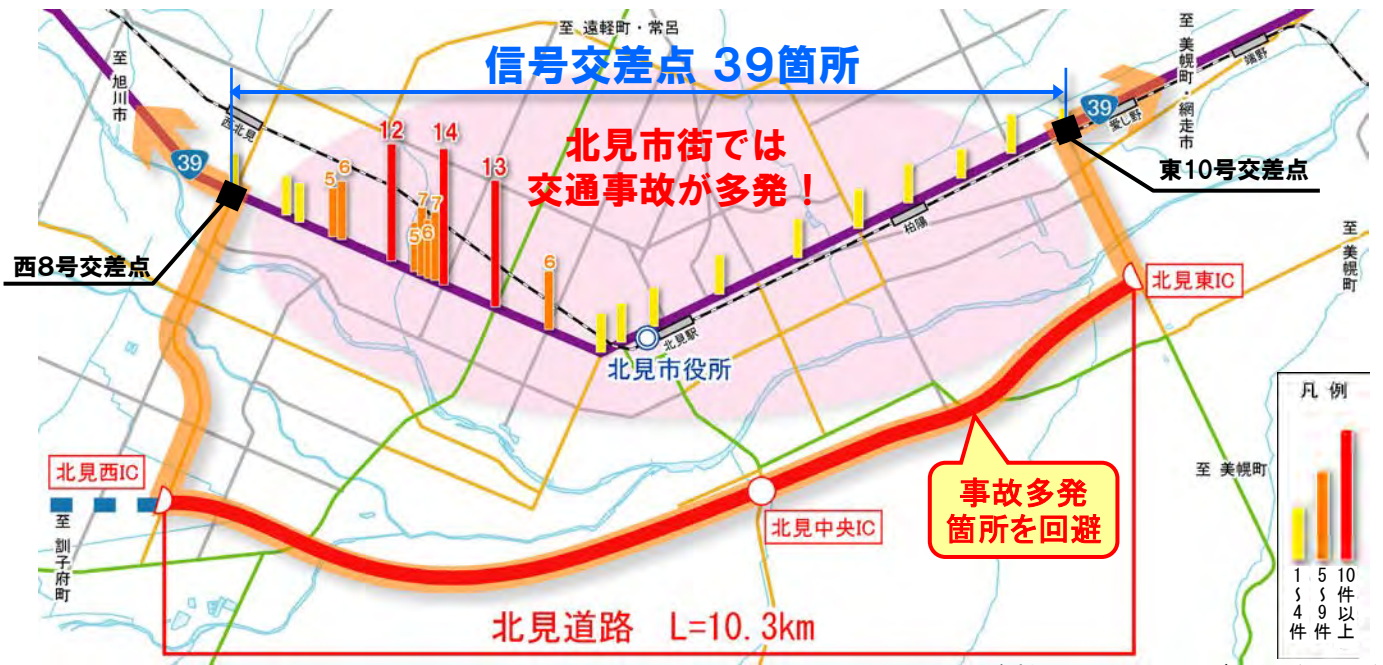 至 遠軽町・常呂
信号交差点 39箇所
至 旭川市
至 美幌町・網走市
端野
西北見
39
39
愛し野
12
14
北見市街では
交通事故が多発！
5
6
13
7
7
5
6
6
東10号交差点
柏陽
西8号交差点
至 美幌町
北見東IC
北見駅
北見市役所
凡 例
北見西IC
至 訓子府町
至 美幌町
事故多発
箇所を回避
北見中央IC
1～4件
5～9件
10件以上
北見道路 L=10.3km